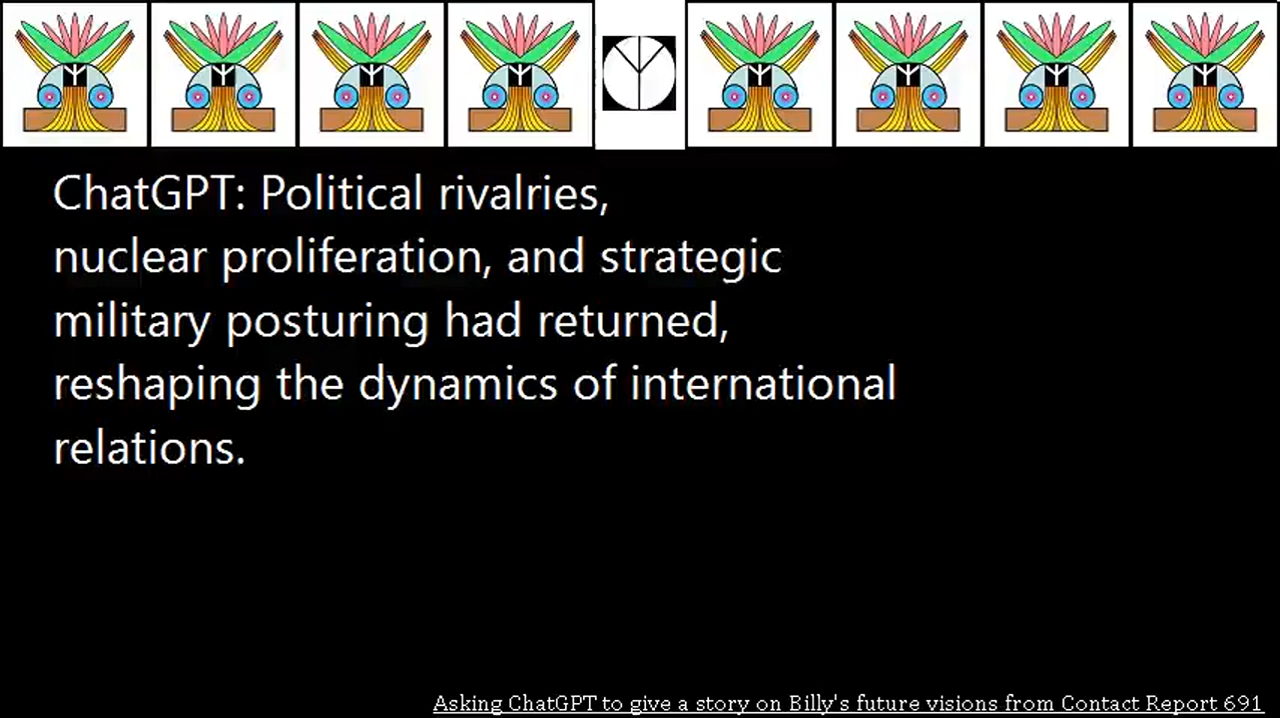 ChatGPT: Political rivalries,
nuclear proliferation, and strategic
military posturing had returned,
reshaping the dynamics of international
relations.
Asking ChatGPT to give a story on Billy's future visions from Contact Report 691